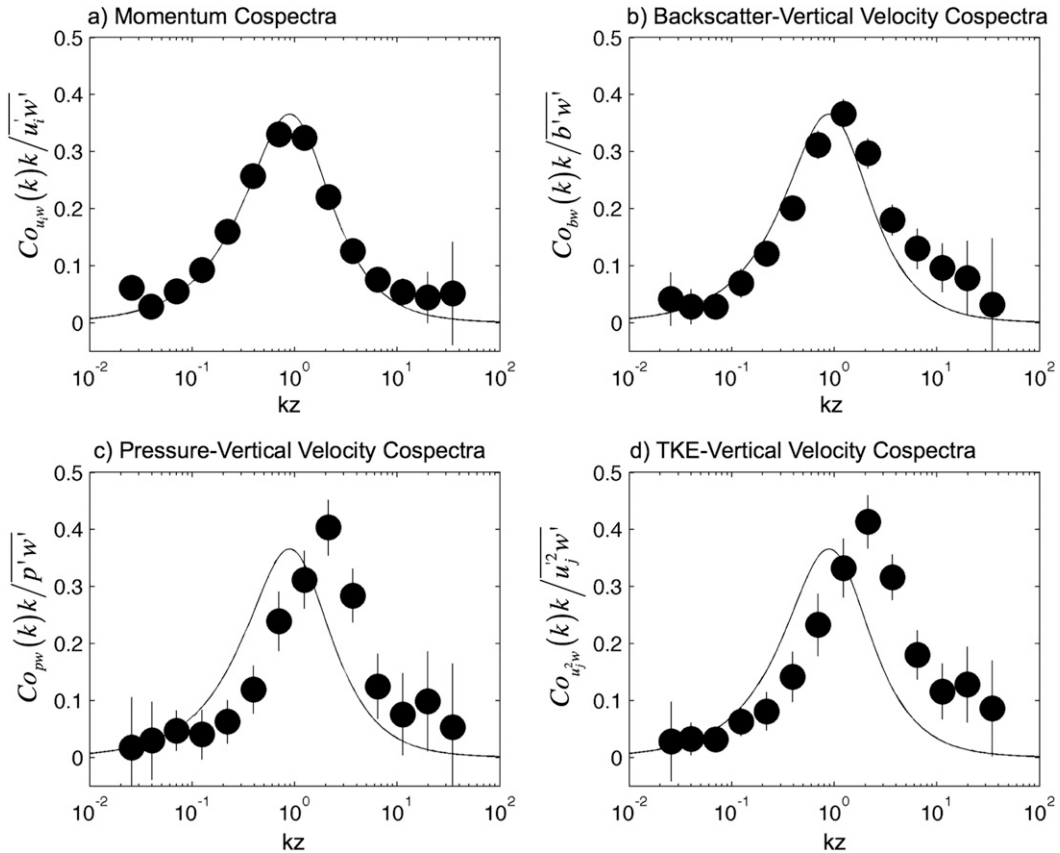 a) Momentum Cospectra
0.5
0.4
0.3
0.2
0.1
0
Co_{u_i w}(k)k/\overline{u_i'w'}
10^{-2} 10^{-1} 10^0 10^1 10^2
kz
b) Backscatter-Vertical Velocity Cospectra
0.5
0.4
0.3
0.2
0.1
0
Co_{bw}(k)k/\overline{b'w'}
10^{-2} 10^{-1} 10^0 10^1 10^2
kz
c) Pressure-Vertical Velocity Cospectra
0.5
0.4
0.3
0.2
0.1
0
Co_{pw}(k)k/\overline{p'w'}
10^{-2} 10^{-1} 10^0 10^1 10^2
kz
d) TKE-Vertical Velocity Cospectra
0.5
0.4
0.3
0.2
0.1
0
Co_{u_j^2 w}(k)k/\overline{u_j'^2 w'}
10^{-2} 10^{-1} 10^0 10^1 10^2
kz